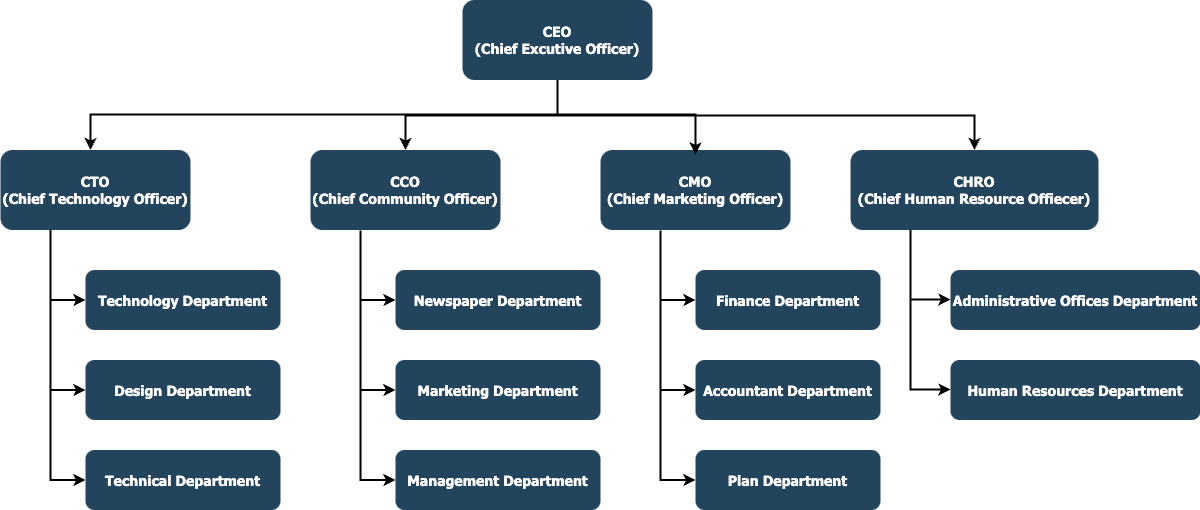 CEO
(Chief Excutive Officer)
CTO
(Chief Technology Officer)
CCO
(Chief Community Officer)
CMO
(Chief Marketing Officer)
CHRO
(Chief Human Resource Offiecer)
Technology Department
Newspaper Department
Finance Department
Administrative Offices Department
Design Department
Marketing Department
Accountant Department
Human Resources Department
Technical Department
Management Department
Plan Department